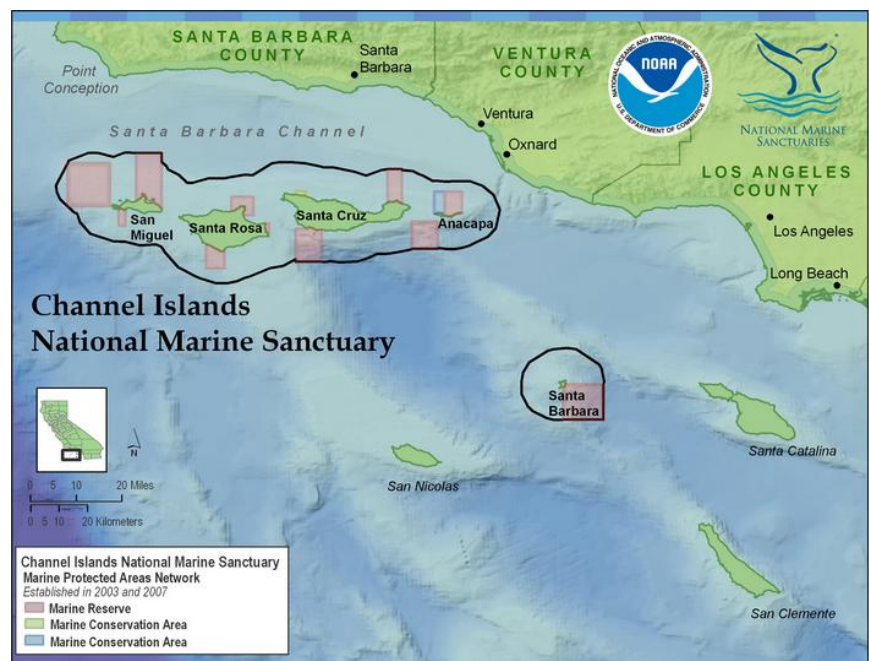 SANTA BARBARA
COUNTY
Santa
Barbara
VENTURA
COUNTY
NATIONAL OCEANIC AND ATMOSPHERIC ADMINISTRATION
NOAA
U.S. DEPARTMENT OF COMMERCE
NATIONAL MARINE
SANCTUARIES
Point
Conception
Santa Barbara Channel
Ventura
Oxnard
LOS ANGELES
COUNTY
Los Angeles
Long Beach
San
Miguel
Santa Rosa
Santa Cruz
Anacapa
Channel Islands
National Marine Sanctuary
Santa
Barbara
Santa Catalina
San Nicolas
San Clemente
N
0 5 10 20 Miles
0 5 10 20 Kilometers
Channel Islands National Marine Sanctuary
Marine Protected Areas Network
Established in 2003 and 2007
Marine Reserve
Marine Conservation Area
Marine Conservation Area